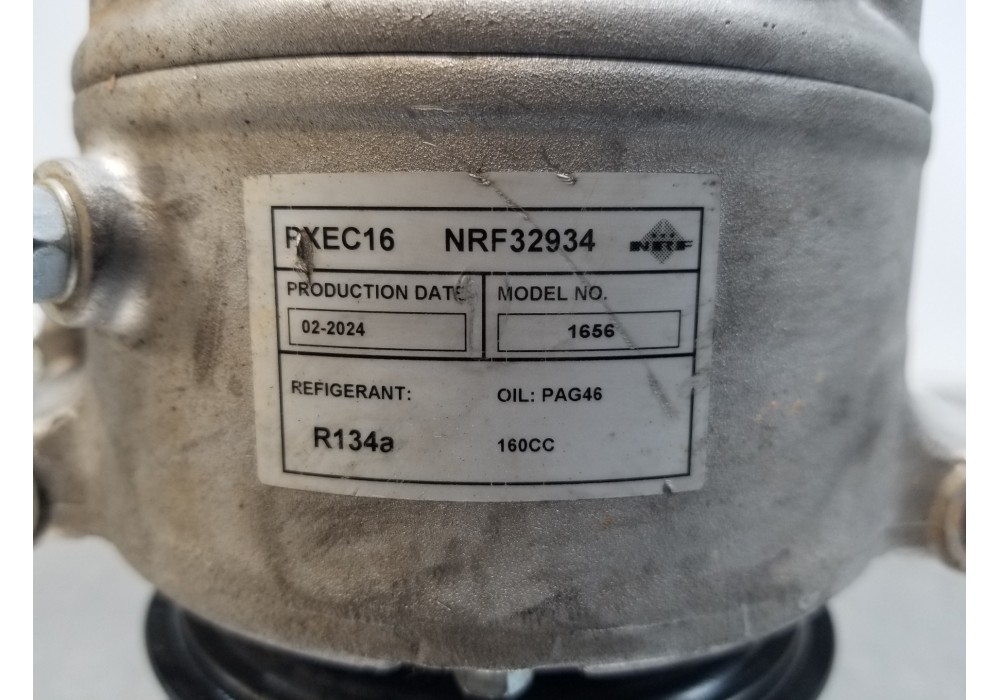 PXEC16 NRF32934 NRF
PRODUCTION DATE MODEL NO.
02-2024 1656
REFIGERANT: OIL: PAG46
R134a 160CC